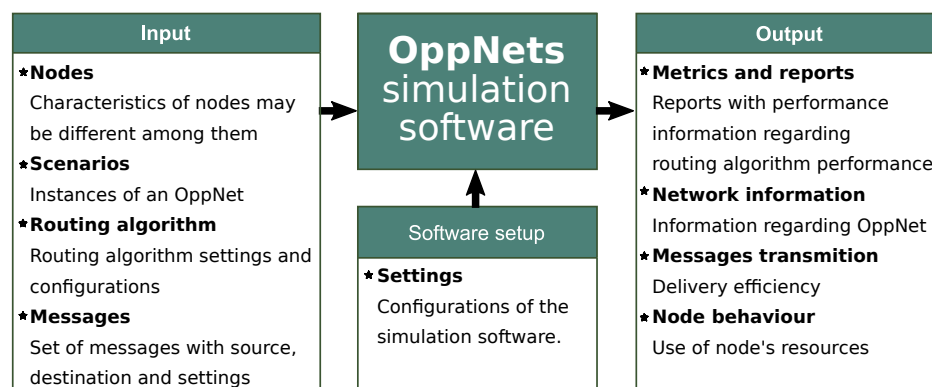 Input
Nodes
Characteristics of nodes may
be different among them
Scenarios
Instances of an OppNet
Routing algorithm
Routing algorithm settings and
configurations
Messages
Set of messages with source,
destination and settings
OppNets
simulation
software
Software setup
Settings
Configurations of the
simulation software.
Output
Metrics and reports
Reports with performance
information regarding
routing algorithm performance
Network information
Information regarding OppNet
Messages transmition
Delivery efficiency
Node behaviour
Use of node's resources